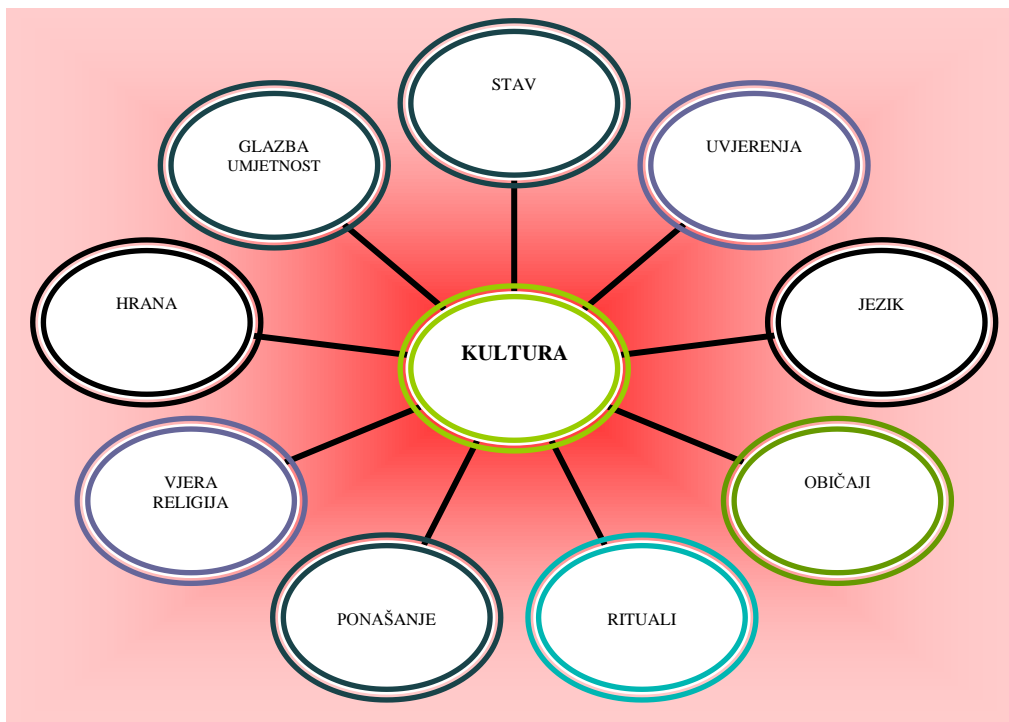 STAV
GLAZBA
UMJETNOST
UVJERENJA
HRANA
JEZIK
KULTURA
VJERA
RELIGIJA
OBIČAJI
PONAŠANJE
RITUALI